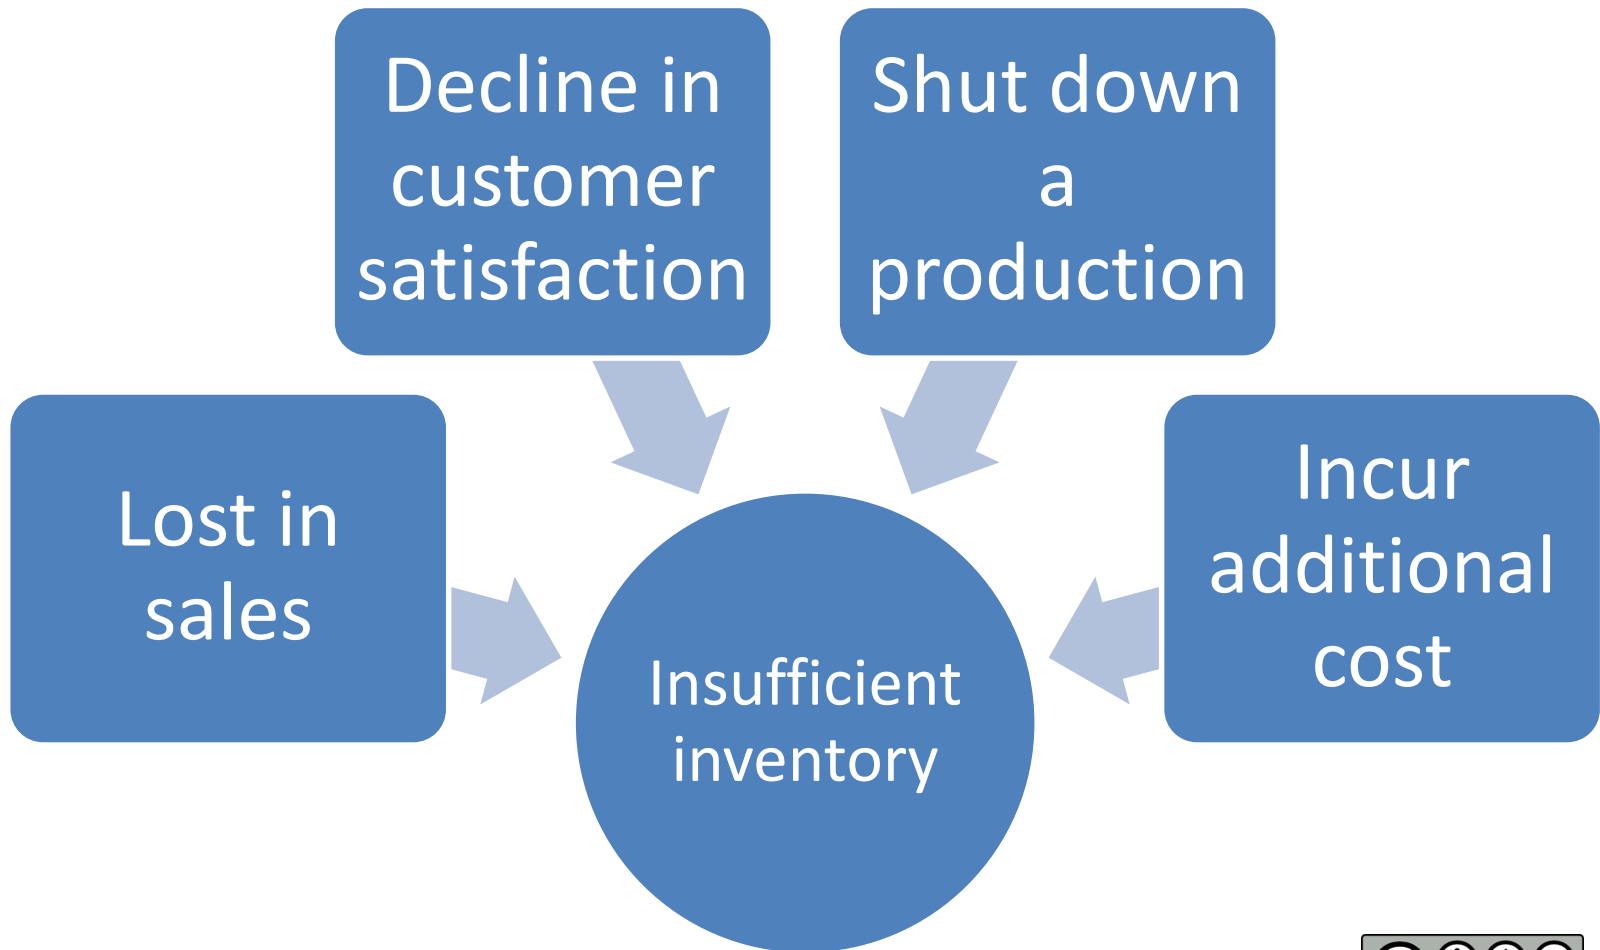 Decline in
customer
satisfaction
Shut down
a
production
Lost in
sales
Incur
additional
cost
Insufficient
inventory